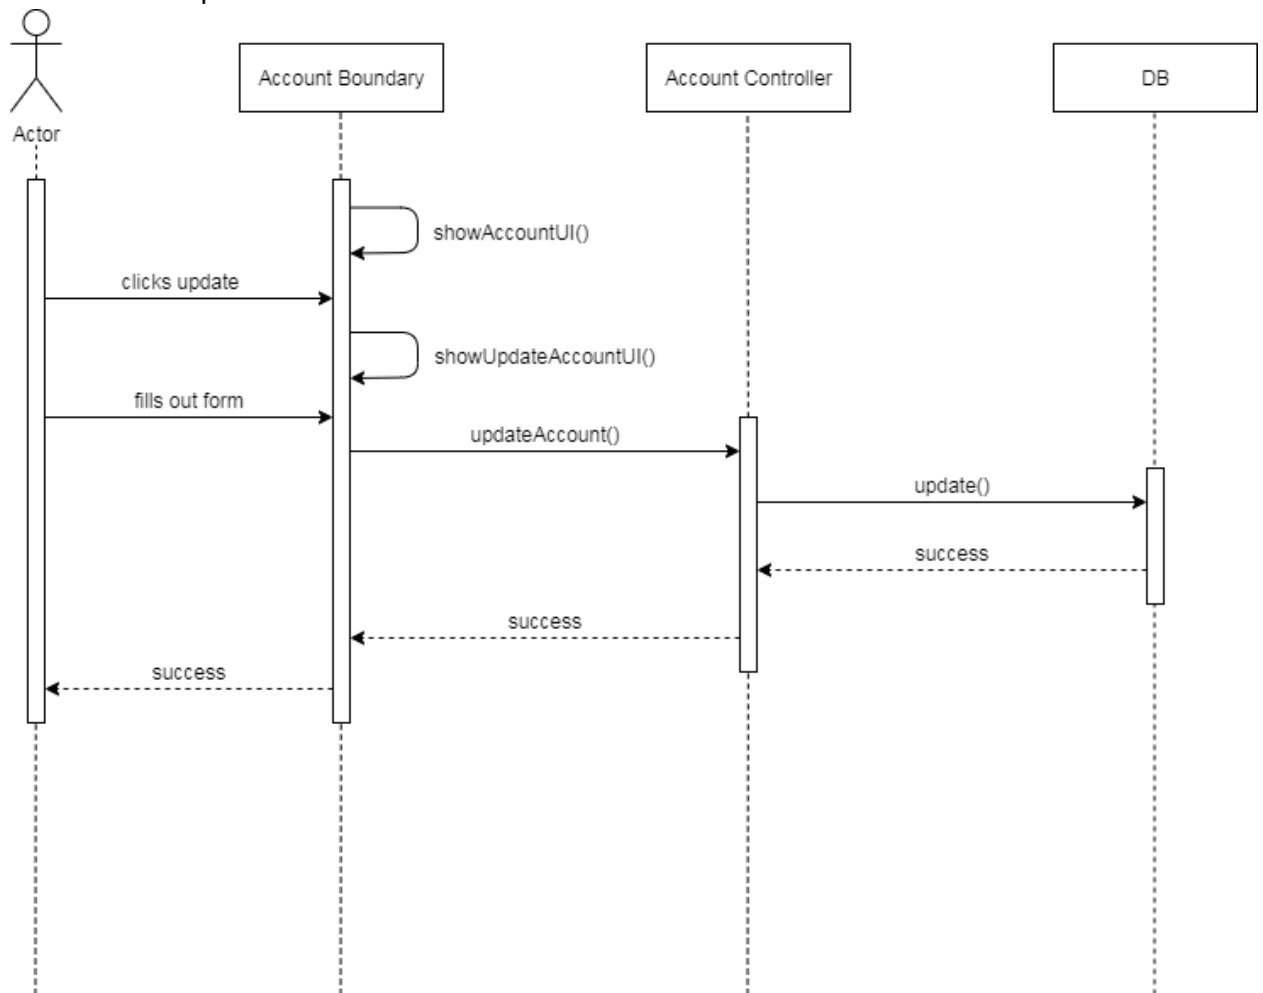 Account Boundary
Account Controller
DB
Actor
showAccountUI()
clicks update
showUpdateAccountUI()
fills out form
updateAccount()
update()
success
success
success